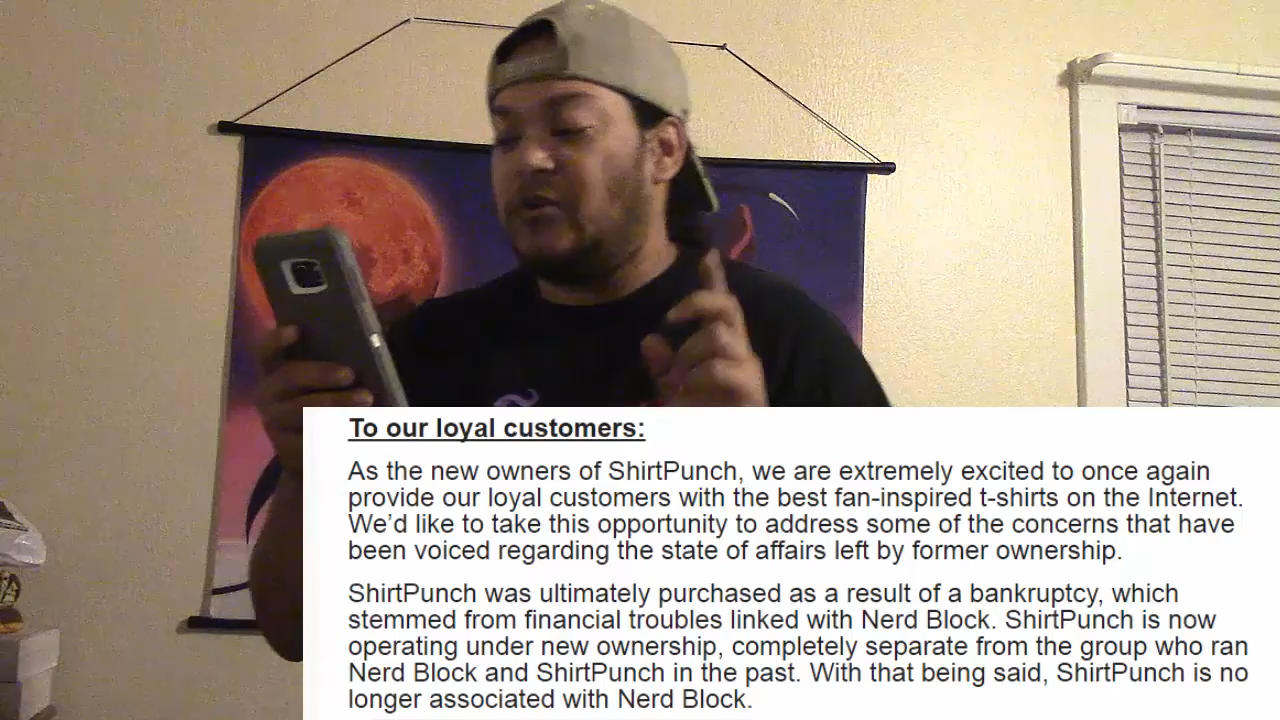 To our loyal customers:
As the new owners of ShirtPunch, we are extremely excited to once again
provide our loyal customers with the best fan-inspired t-shirts on the Internet.
We’d like to take this opportunity to address some of the concerns that have
been voiced regarding the state of affairs left by former ownership.
ShirtPunch was ultimately purchased as a result of a bankruptcy, which
stemmed from financial troubles linked with Nerd Block. ShirtPunch is now
operating under new ownership, completely separate from the group who ran
Nerd Block and ShirtPunch in the past. With that being said, ShirtPunch is no
longer associated with Nerd Block.